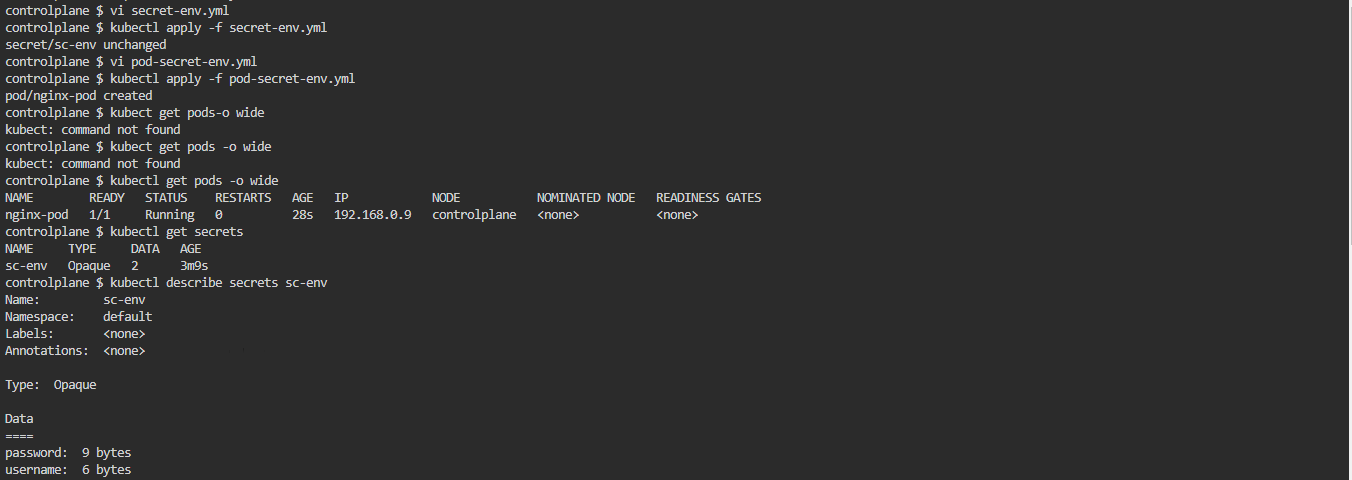 controlplane $ vi secret-env.yml
controlplane $ kubectl apply -f secret-env.yml
secret/sc-env unchanged
controlplane $ vi pod-secret-env.yml
controlplane $ kubectl apply -f pod-secret-env.yml
pod/nginx-pod created
controlplane $ kubect get pods-o wide
kubect: command not found
controlplane $ kubect get pods -o wide
kubect: command not found
controlplane $ kubectl get pods -o wide
NAME        READY   STATUS    RESTARTS   AGE   IP            NODE           NOMINATED NODE   READINESS GATES
nginx-pod   1/1     Running   0          28s   192.168.0.9   controlplane   <none>           <none>
controlplane $ kubectl get secrets
NAME     TYPE     DATA   AGE
sc-env   Opaque   2      3m9s
controlplane $ kubectl describe secrets sc-env
Name:         sc-env
Namespace:    default
Labels:       <none>
Annotations:  <none>
Type:  Opaque
Data
====
password:  9 bytes
username:  6 bytes